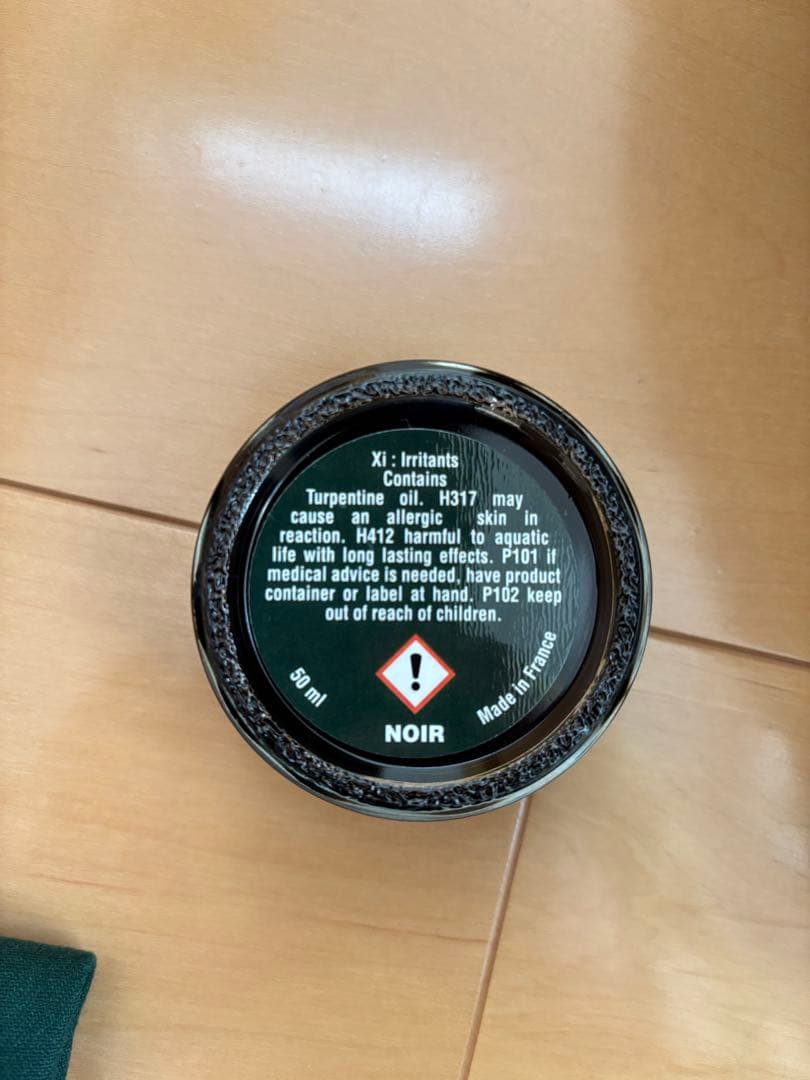 Xi : Irritants
Contains
Turpentine oil. H317 may
cause an allergic skin in
reaction. H412 harmful to aquatic
life with long lasting effects. P101 if
medical advice is needed, have product
container or label at hand. P102 keep
out of reach of children.
50 ml
Made in France
NOIR